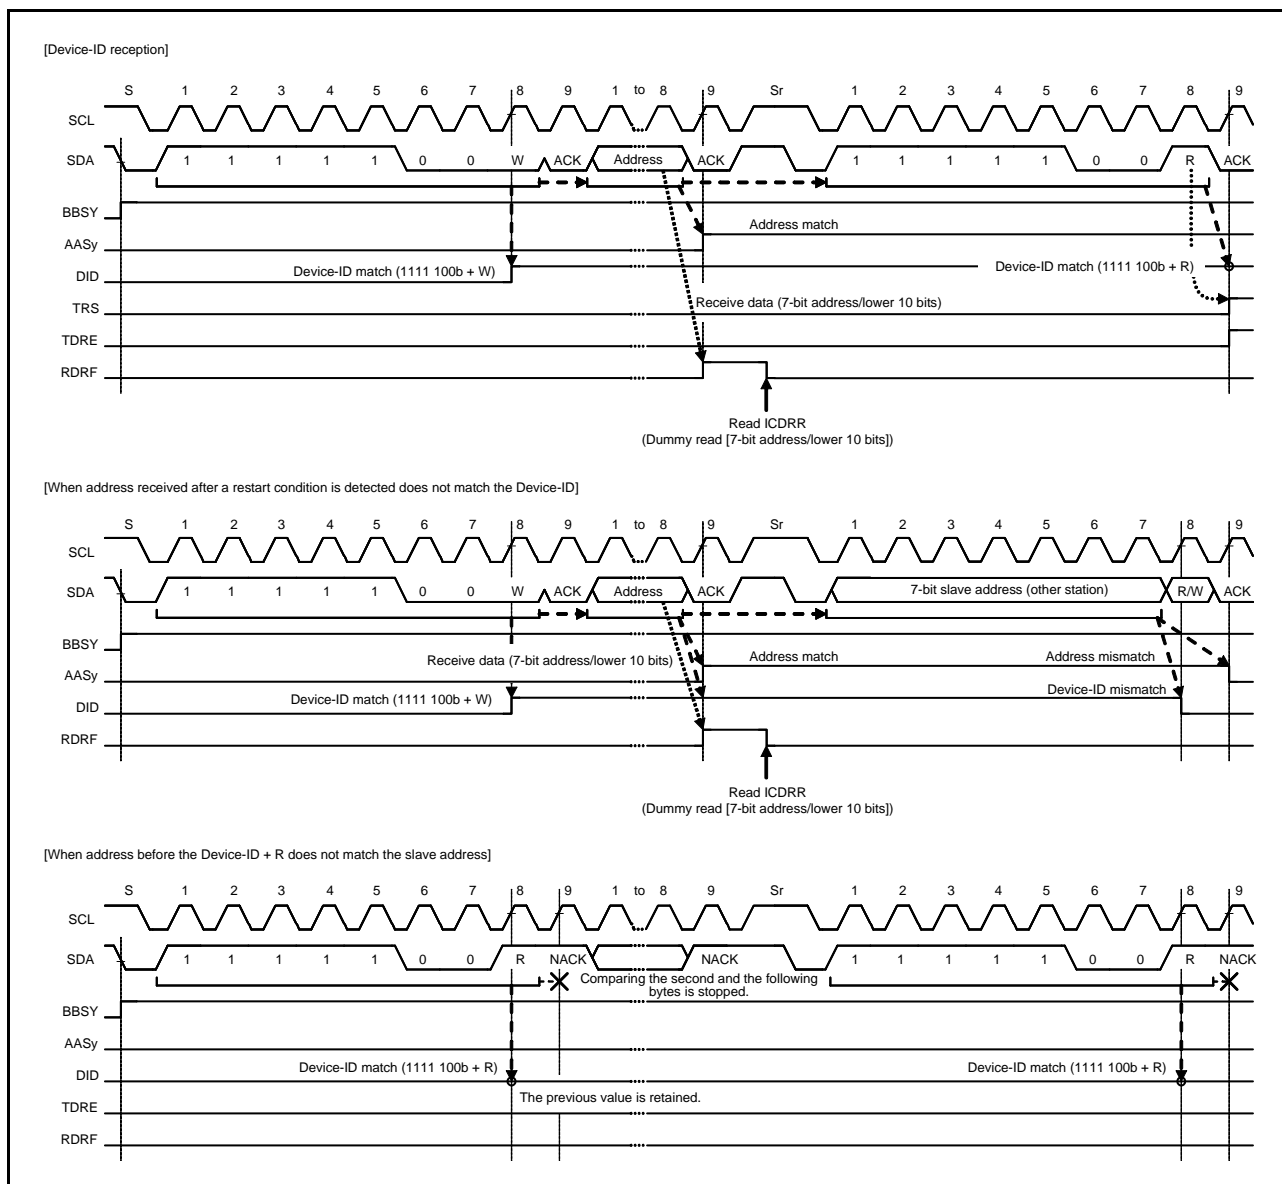 [Device-ID reception]
S 1 2 3 4 5 6 7 8 9 1 to 8 9 Sr 1 2 3 4 5 6 7 8 9
SCL
SDA 1 1 1 1 1 0 0 W ACK Address ACK 1 1 1 1 1 0 0 R ACK
BBSY
Address match
AASy
Device-ID match (1111 100b + W) Device-ID match (1111 100b + R)
DID
Receive data (7-bit address/lower 10 bits)
TRS
TDRE
RDRF
Read ICDRR
(Dummy read [7-bit address/lower 10 bits])
[When address received after a restart condition is detected does not match the Device-ID]
S 1 2 3 4 5 6 7 8 9 1 to 8 9 Sr 1 2 3 4 5 6 7 8 9
SCL
SDA 1 1 1 1 1 0 0 W ACK Address ACK 7-bit slave address (other station) R/W ACK
BBSY
Receive data (7-bit address/lower 10 bits) Address match Address mismatch
AASy
Device-ID match (1111 100b + W) Device-ID mismatch
DID
RDRF
Read ICDRR
(Dummy read [7-bit address/lower 10 bits])
[When address before the Device-ID + R does not match the slave address]
S 1 2 3 4 5 6 7 8 9 1 to 8 9 Sr 1 2 3 4 5 6 7 8 9
SCL
SDA 1 1 1 1 1 0 0 R NACK NACK 1 1 1 1 1 0 0 R NACK
Comparing the second and the following
bytes is stopped.
BBSY
AASy
Device-ID match (1111 100b + R) Device-ID match (1111 100b + R)
DID
The previous value is retained.
TDRE
RDRF